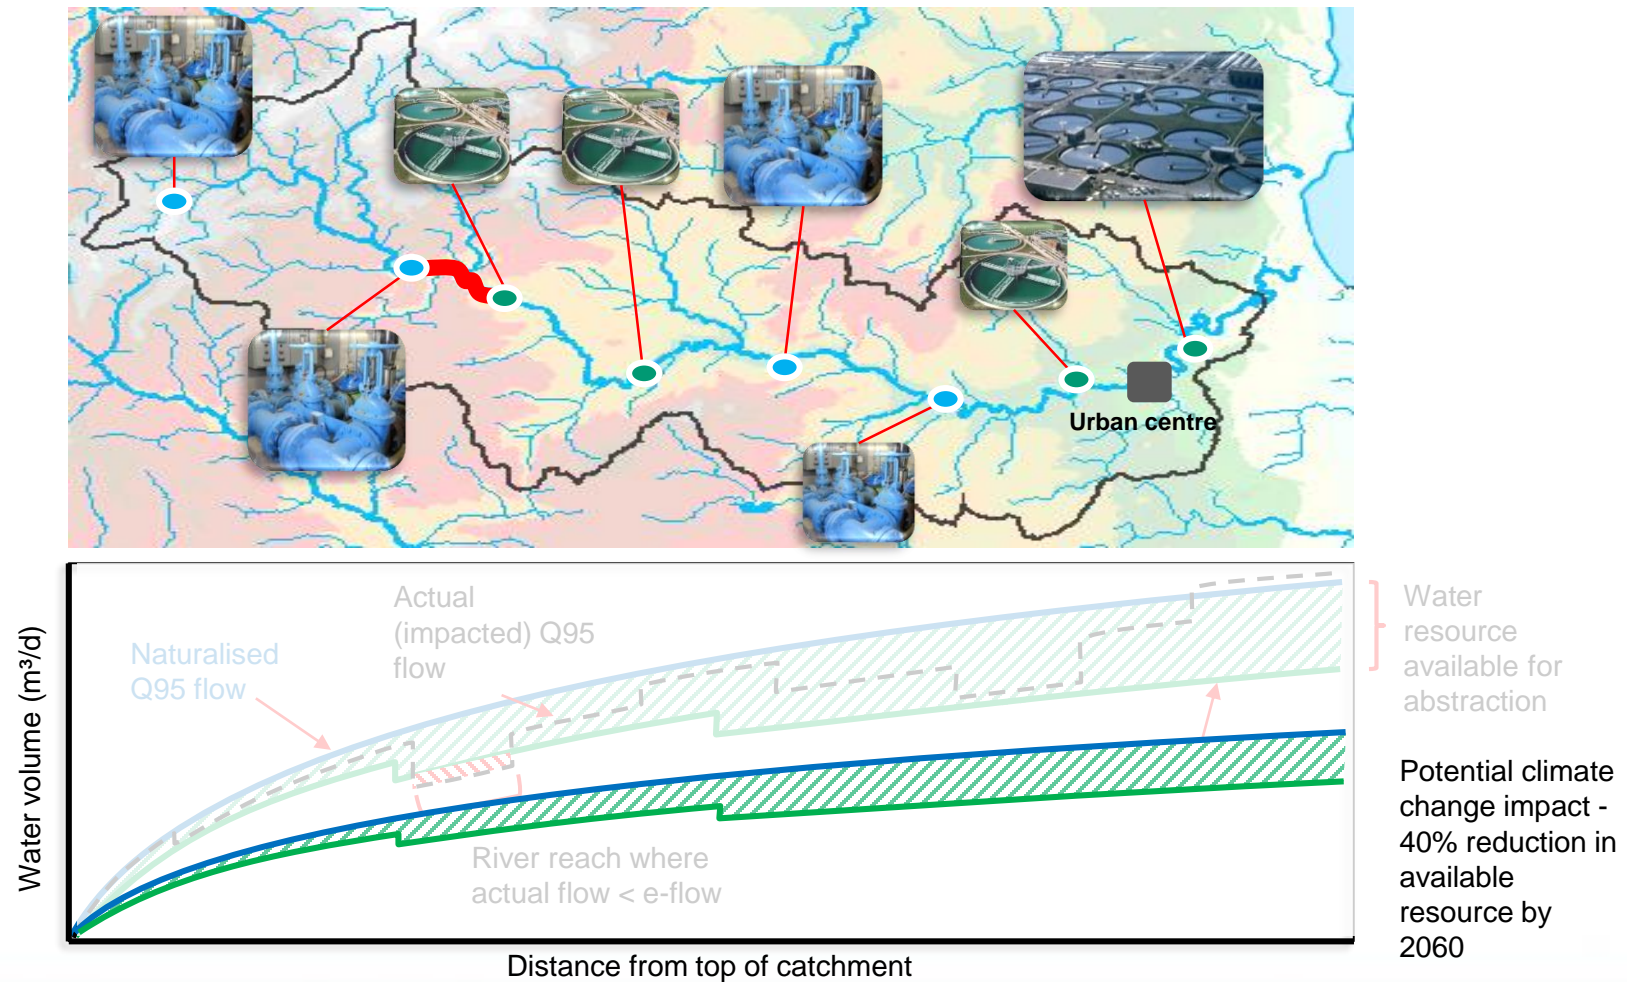 Urban centre
Water volume (m³/d)
Naturalised
Q95 flow
Actual
(impacted) Q95
flow
River reach where
actual flow < e-flow
Distance from top of catchment
Water
resource
available for
abstraction
Potential climate
change impact -
40% reduction in
available
resource by
2060